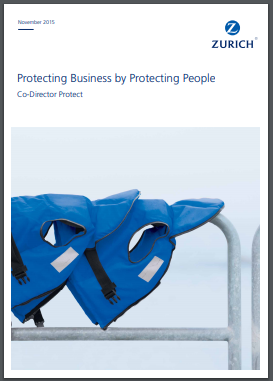 November 2015
ZURICH®
Protecting Business by Protecting People
Co-Director Protect